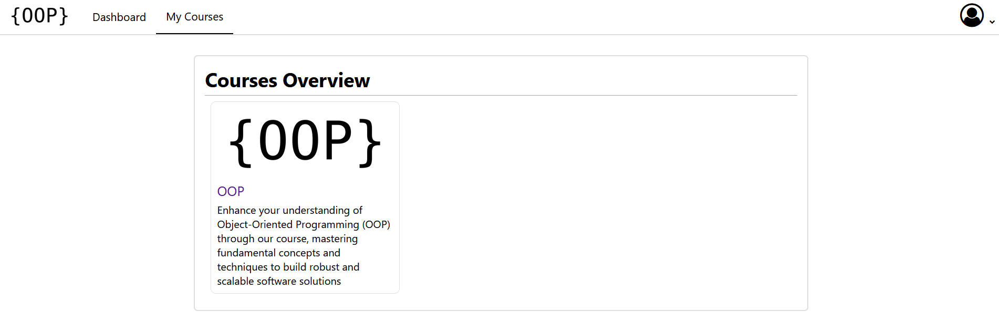 {OOP} Dashboard My Courses
Courses Overview
{OOP}
OOP
Enhance your understanding of
Object-Oriented Programming (OOP)
through our course, mastering
fundamental concepts and
techniques to build robust and
scalable software solutions